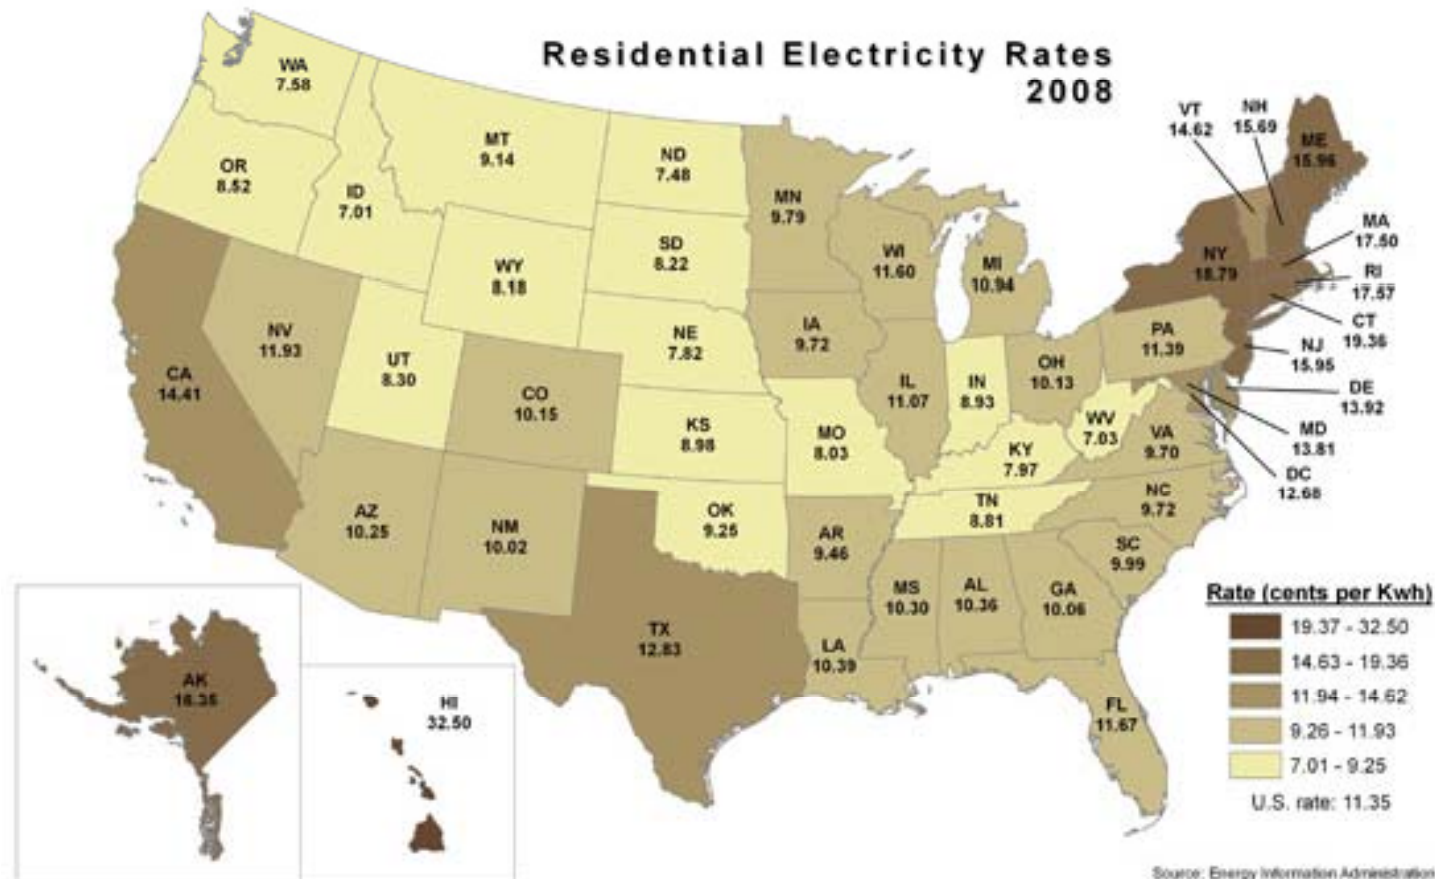 Residential Electricity Rates
2008
WA
7.58
OR
8.52
ID
7.01
MT
9.14
ND
7.48
MN
9.79
SD
8.22
WY
8.18
WI
11.60
MI
10.94
VT
14.62
NH
15.69
ME
15.96
NY
18.79
MA
17.50
RI
17.57
CT
19.36
NJ
15.95
DE
13.92
MD
13.81
DC
12.68
PA
11.39
NV
11.93
UT
8.30
CA
14.41
CO
10.15
NE
7.82
IA
9.72
IL
11.07
IN
8.93
OH
10.13
WV
7.03
VA
9.70
KS
8.98
MO
8.03
KY
7.97
NC
9.72
TN
8.81
AZ
10.25
NM
10.02
OK
9.25
AR
9.46
SC
9.99
MS
10.30
AL
10.36
GA
10.06
TX
12.83
LA
10.39
FL
11.67
AK
16.35
HI
32.50
Rate (cents per Kwh)
19.37 - 32.50
14.63 - 19.36
11.94 - 14.62
9.26 - 11.93
7.01 - 9.25
U.S. rate: 11.35
Source: Energy Information Administration